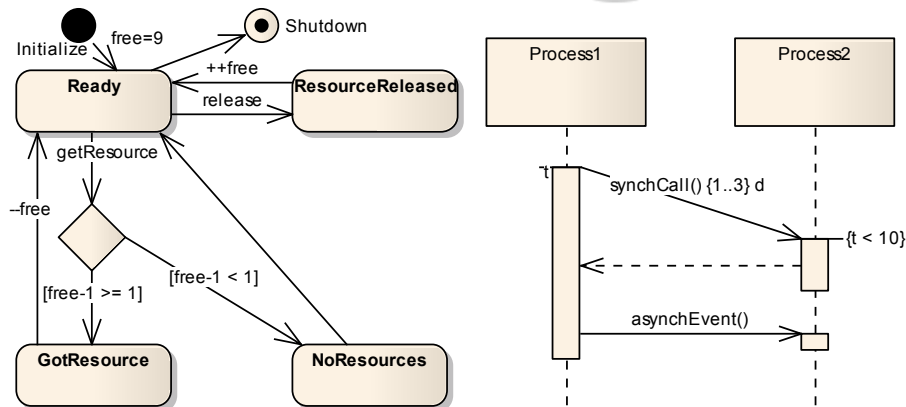 Initialize
free=9
Shutdown
++free
Ready
ResourceReleased
release
getResource
--free
[free-1 < 1]
[free-1 >= 1]
GotResource
NoResources
Process1
Process2
t
synchCall() {1..3} d
{t < 10}
asynchEvent()